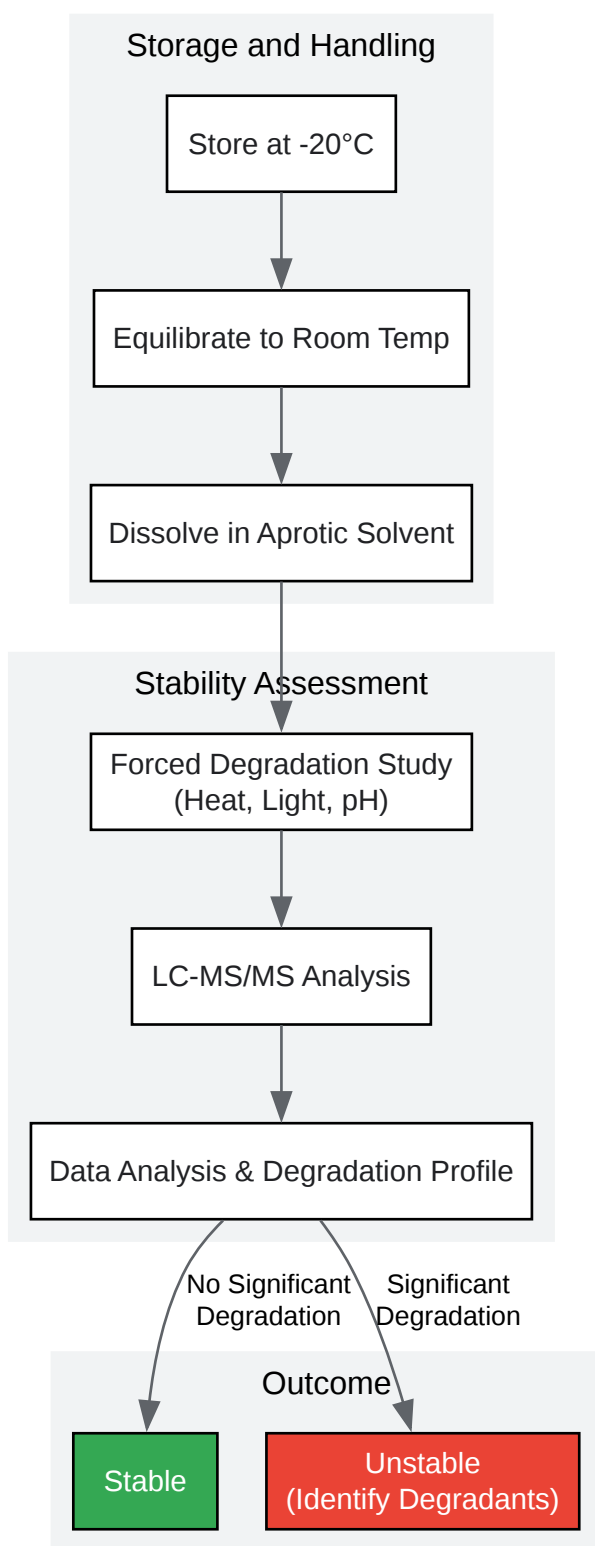 Storage and Handling
Store at -20°C
Equilibrate to Room Temp
Dissolve in Aprotic Solvent
Stability Assessment
Forced Degradation Study
(Heat, Light, pH)
LC-MS/MS Analysis
Data Analysis & Degradation Profile
No Significant
Degradation
Significant
Degradation
Outcome
Stable
Unstable
(Identify Degradants)